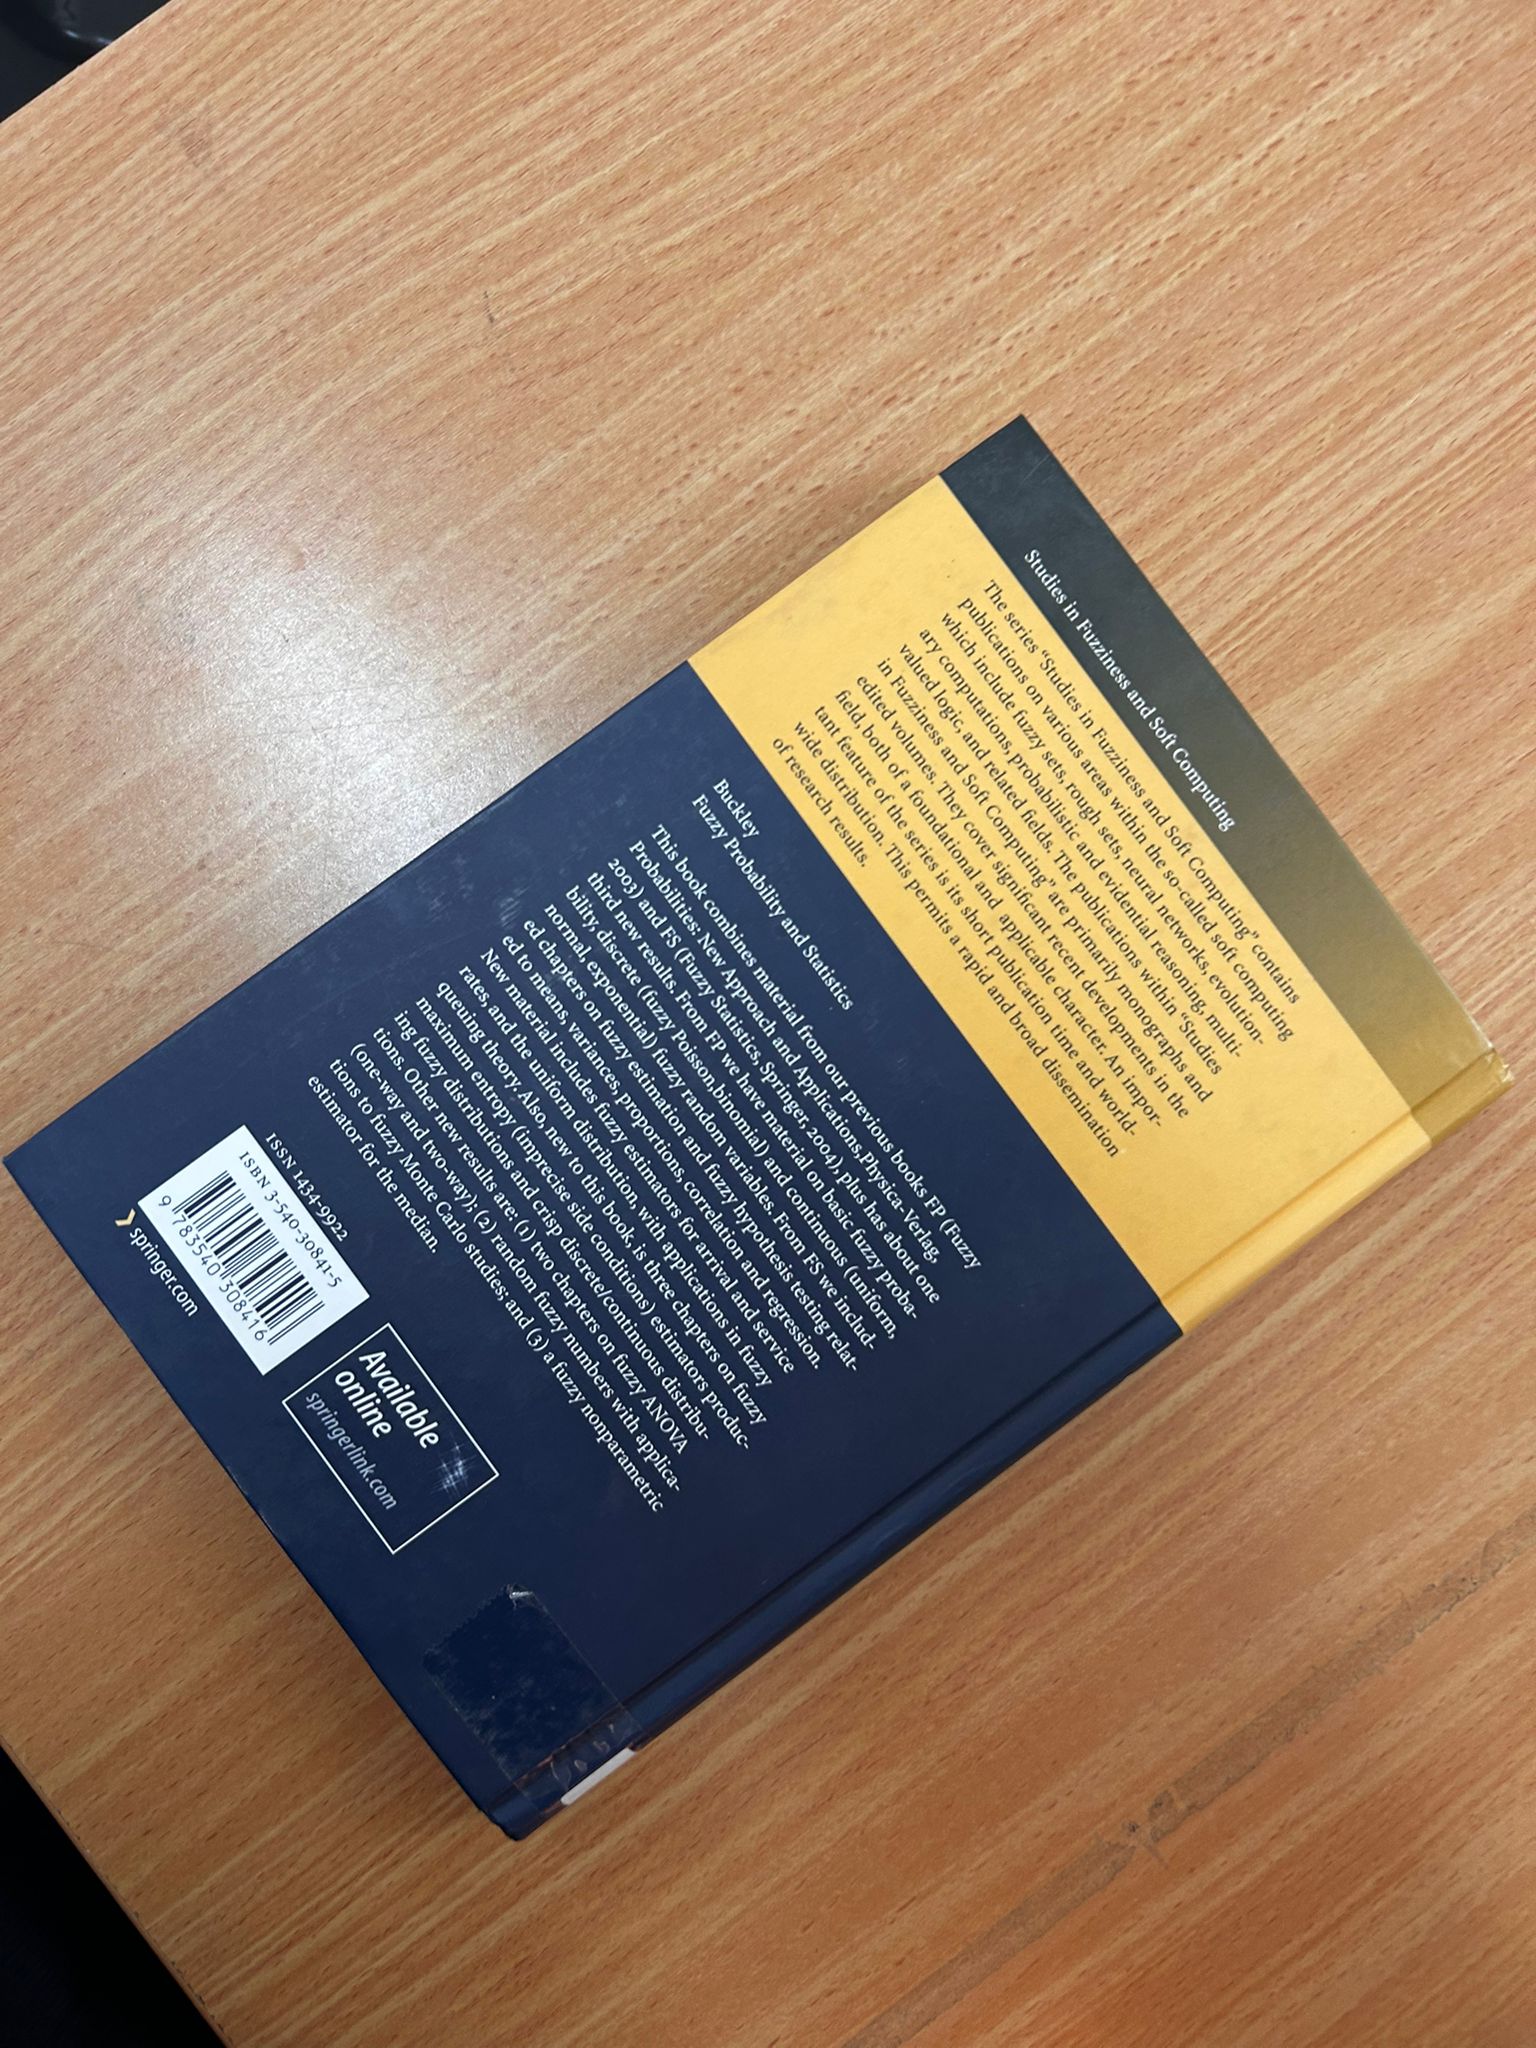 Studies in Fuzziness and Soft Computing
The series “Studies in Fuzziness and Soft Computing” contains
publications on various areas within the so-called soft computing
which include fuzzy sets, rough sets, neural networks, evolution-
ary computations, probabilistic and evidential reasoning, multi-
valued logic, and related fields. The publications within “Studies
in Fuzziness and Soft Computing” are primarily monographs and
edited volumes. They cover significant recent developments in the
field, both of a foundational and applicable character. An impor-
tant feature of the series is its short publication time and world-
wide distribution. This permits a rapid and broad dissemination
of research results.
Buckley
Fuzzy Probability and Statistics
This book combines material from our previous books FP (Fuzzy
Probabilities: New Approach and Applications, Physica-Verlag,
2003) and FS (Fuzzy Statistics, Springer, 2004), plus has about one
third new results. From FP we have material on basic fuzzy proba-
bility, discrete (fuzzy Poisson,binomial) and continuous (uniform,
normal, exponential) fuzzy random variables. From FS we includ-
ed chapters on fuzzy estimation and fuzzy hypothesis testing relat-
ed to means, variances, proportions, correlation and regression.
New material includes fuzzy estimators for arrival and service
rates, and the uniform distribution, with applications in fuzzy
queuing theory. Also, new to this book, is three chapters on fuzzy
maximum entropy (imprecise side conditions) estimators produc-
ing fuzzy distributions and crisp discrete/continuous distribu-
tions. Other new results are: (1) two chapters on fuzzy ANOVA
(one-way and two-way); (2) random fuzzy numbers with applica-
tions to fuzzy Monte Carlo studies; and (3) a fuzzy nonparametric
estimator for the median.
ISSN 1434-9922
ISBN 3-540-30841-5
9 783540 308416
springer.com
Available
online
springerlink.com